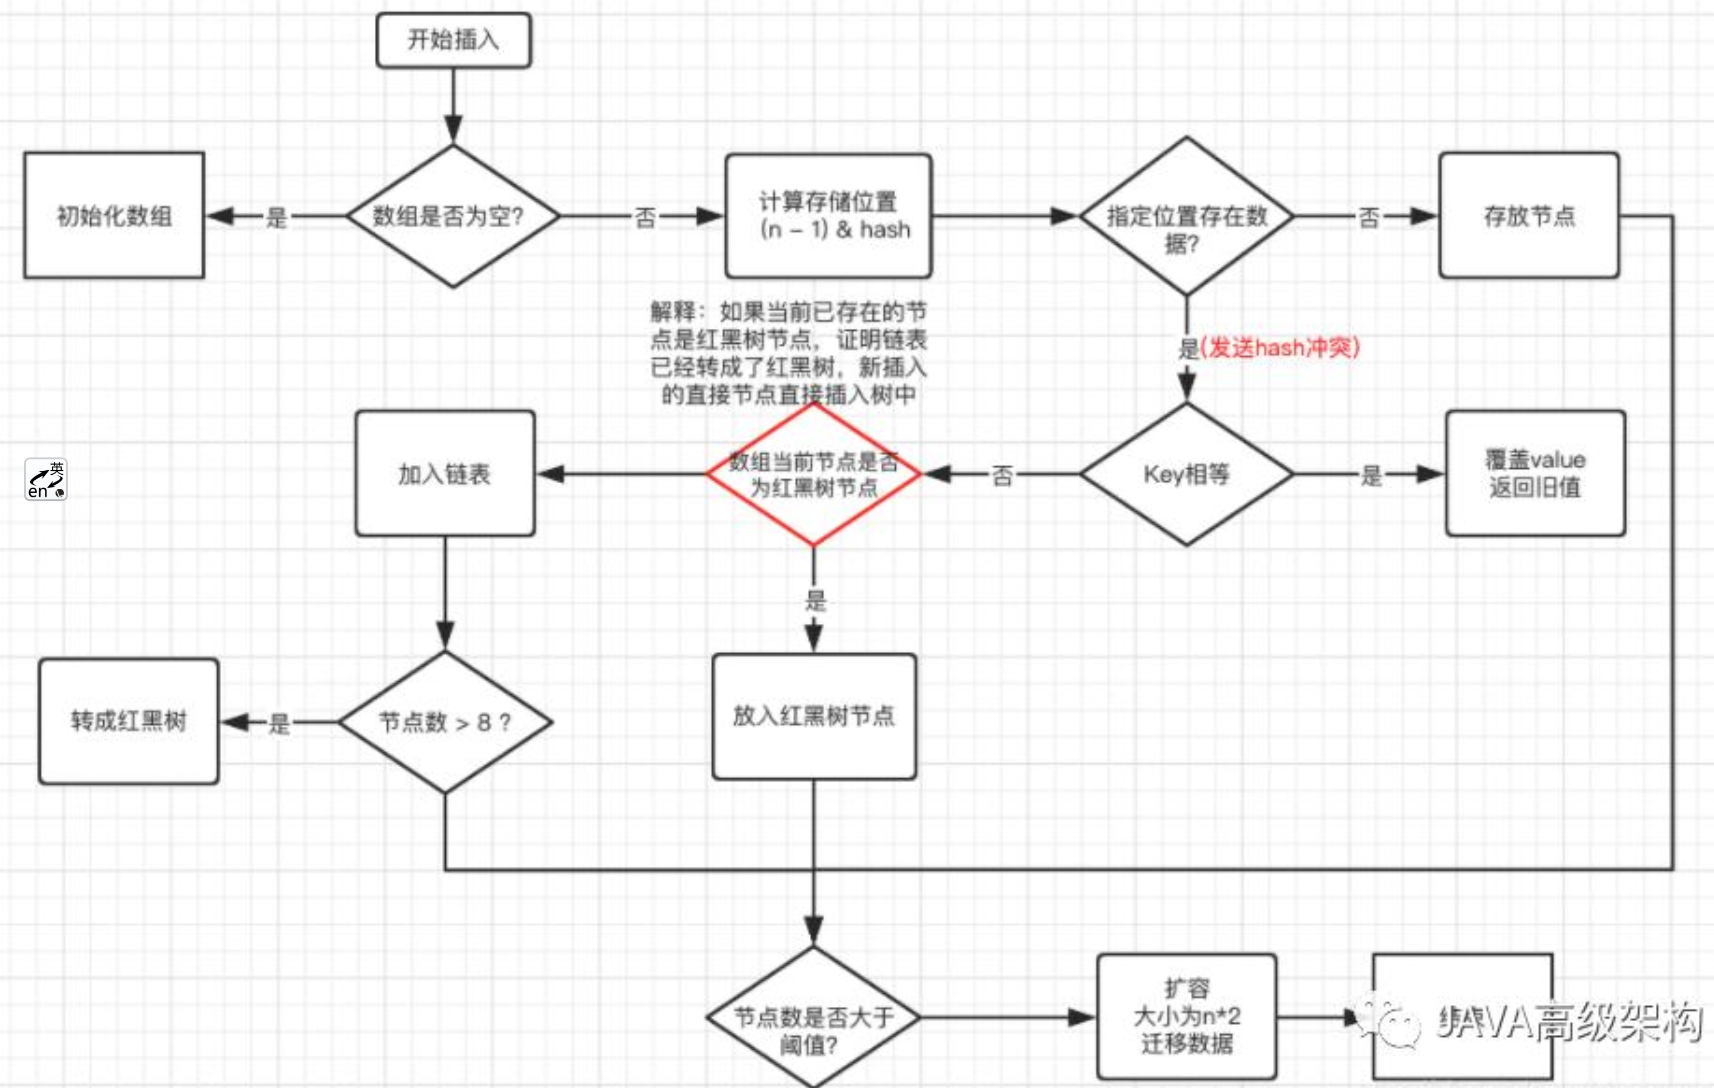 开始插入
初始化数组
是
数组是否为空?
否
计算存储位置
(n - 1) & hash
指定位置存在数
据?
否
存放节点
解释：如果当前已存在的节
点是红黑树节点，证明链表
已经转成了红黑树，新插入
的直接节点直接插入树中
是(发送hash冲突)
英
en
加入链表
数组当前节点是否
为红黑树节点
否
Key相等
是
覆盖value
返回旧值
是
转成红黑树
是
节点数 > 8 ?
放入红黑树节点
节点数是否大于
阈值?
扩容
大小为n*2
迁移数据
JAVA高级架构